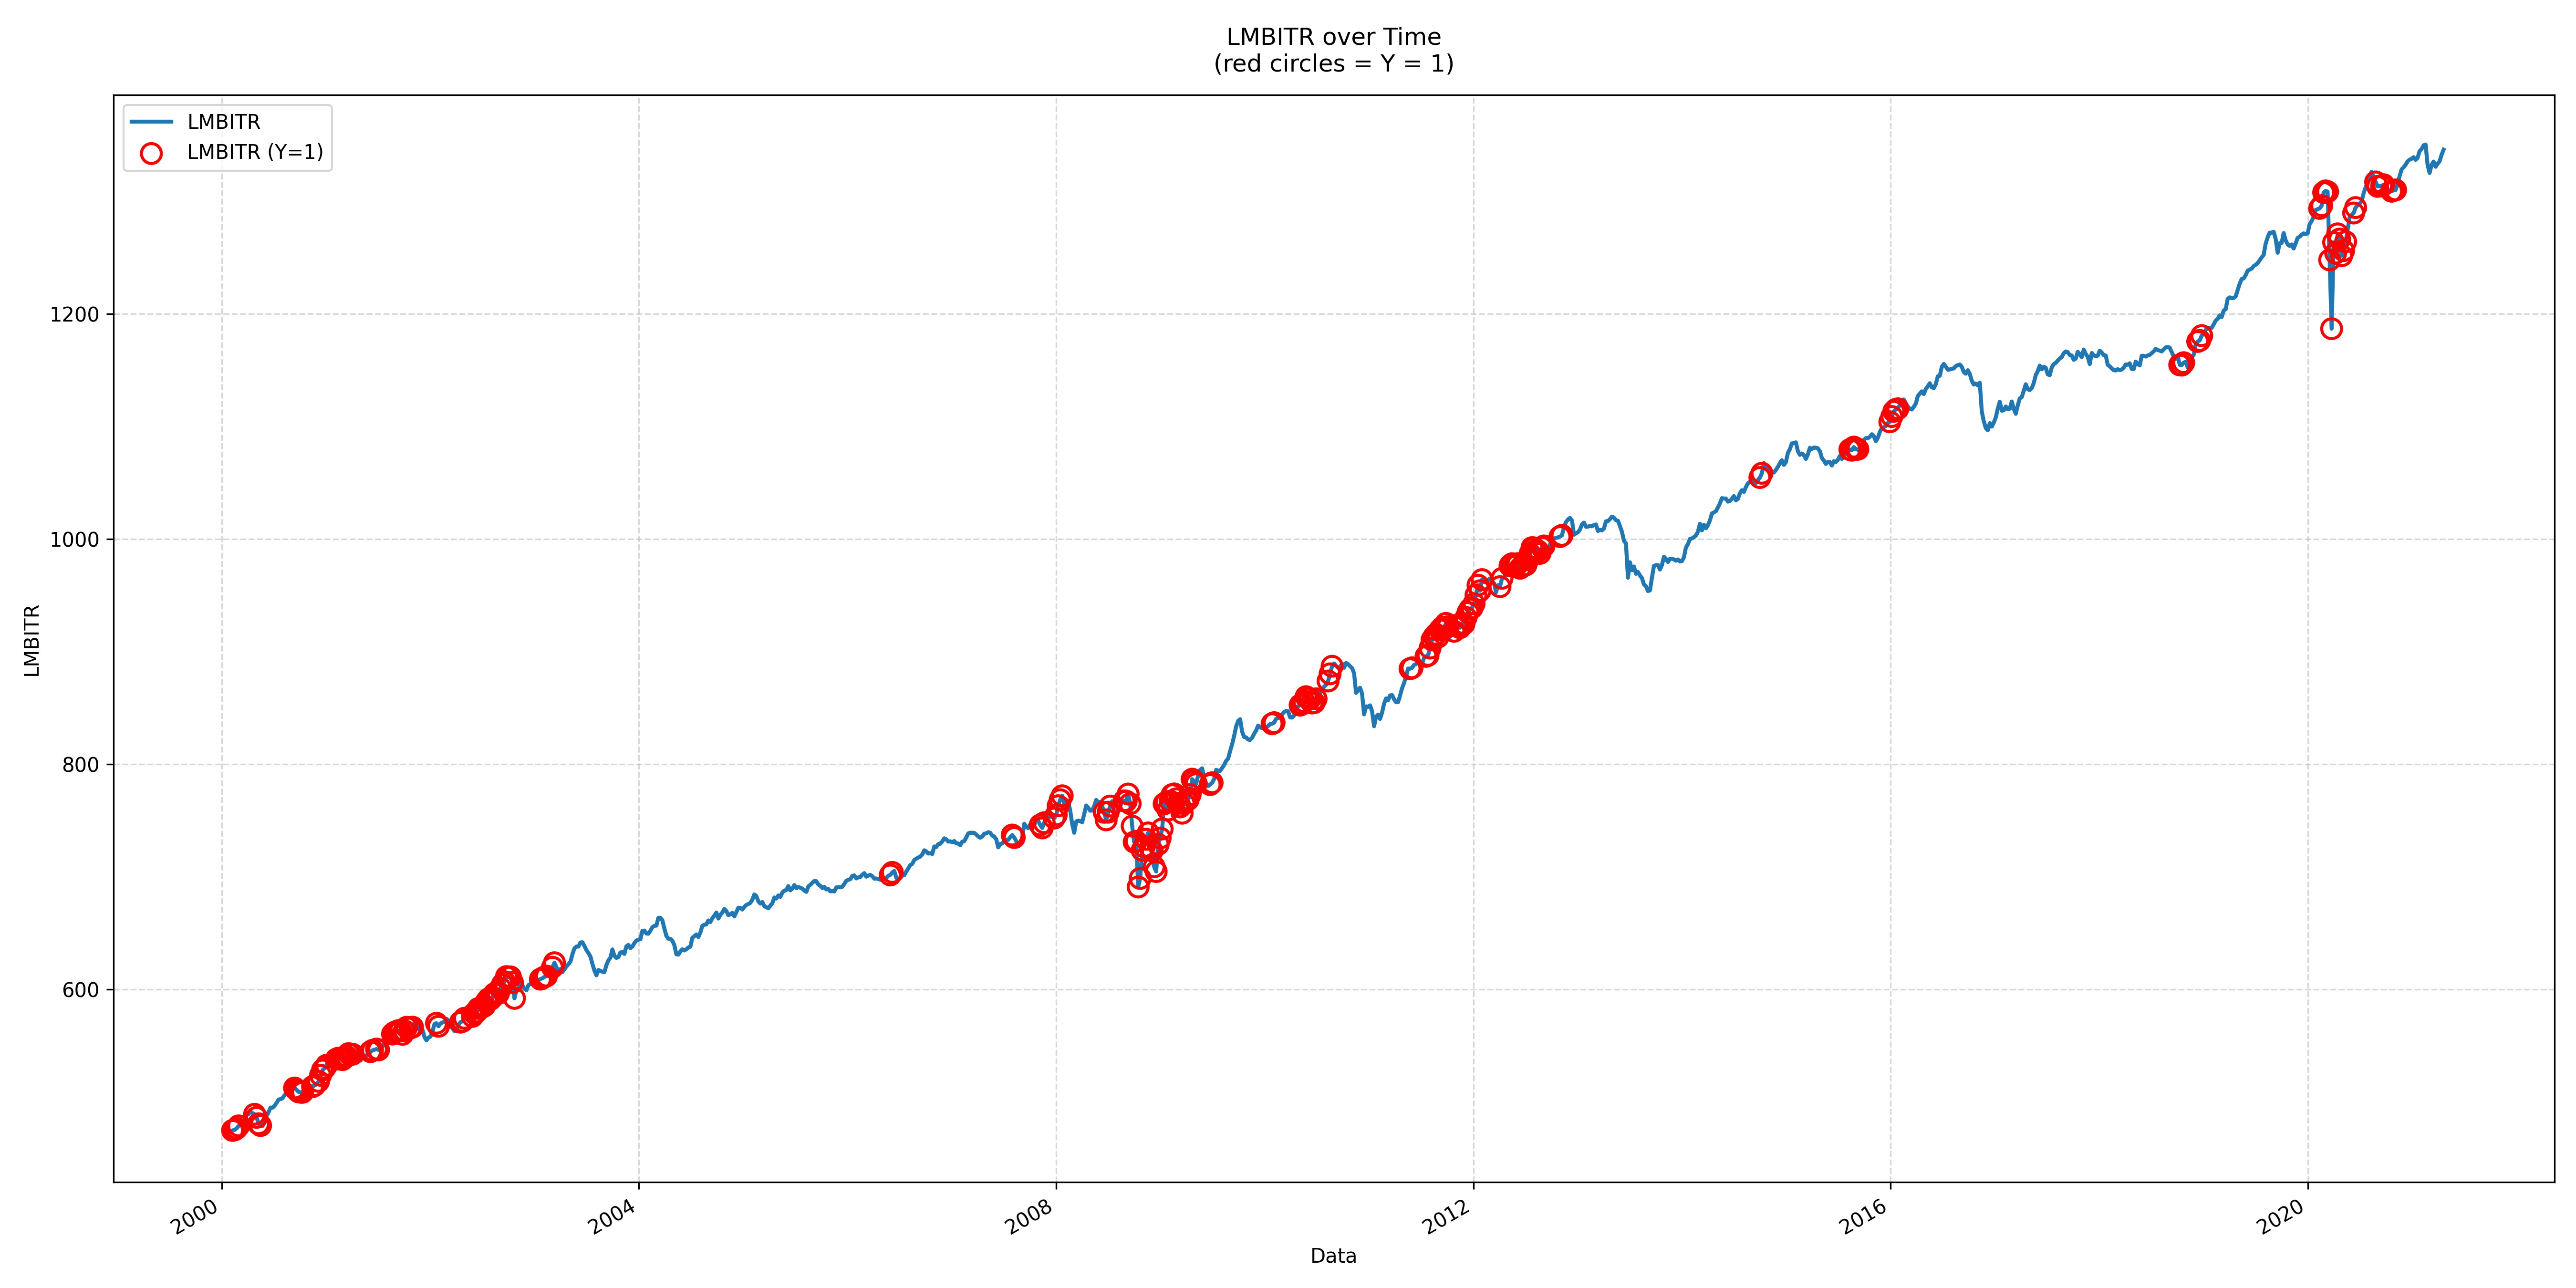 LMBITR over Time
(red circles = Y = 1)
LMBITR
LMBITR (Y=1)
LMBITR
1200
1000
800
600
2000
2004
2008
2012
2016
2020
Data